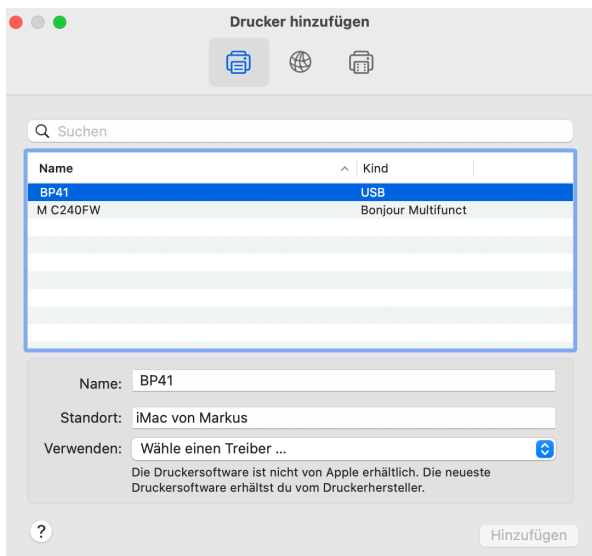 Drucker hinzufügen
Suchen
Name Kind
BP41 USB
M C240FW Bonjour Multifunct
Name: BP41
Standort: iMac von Markus
Verwenden: Wähle einen Treiber ...
Die Druckersoftware ist nicht von Apple erhältlich. Die neueste
Druckersoftware erhältst du vom Druckerhersteller.
?
Hinzufügen